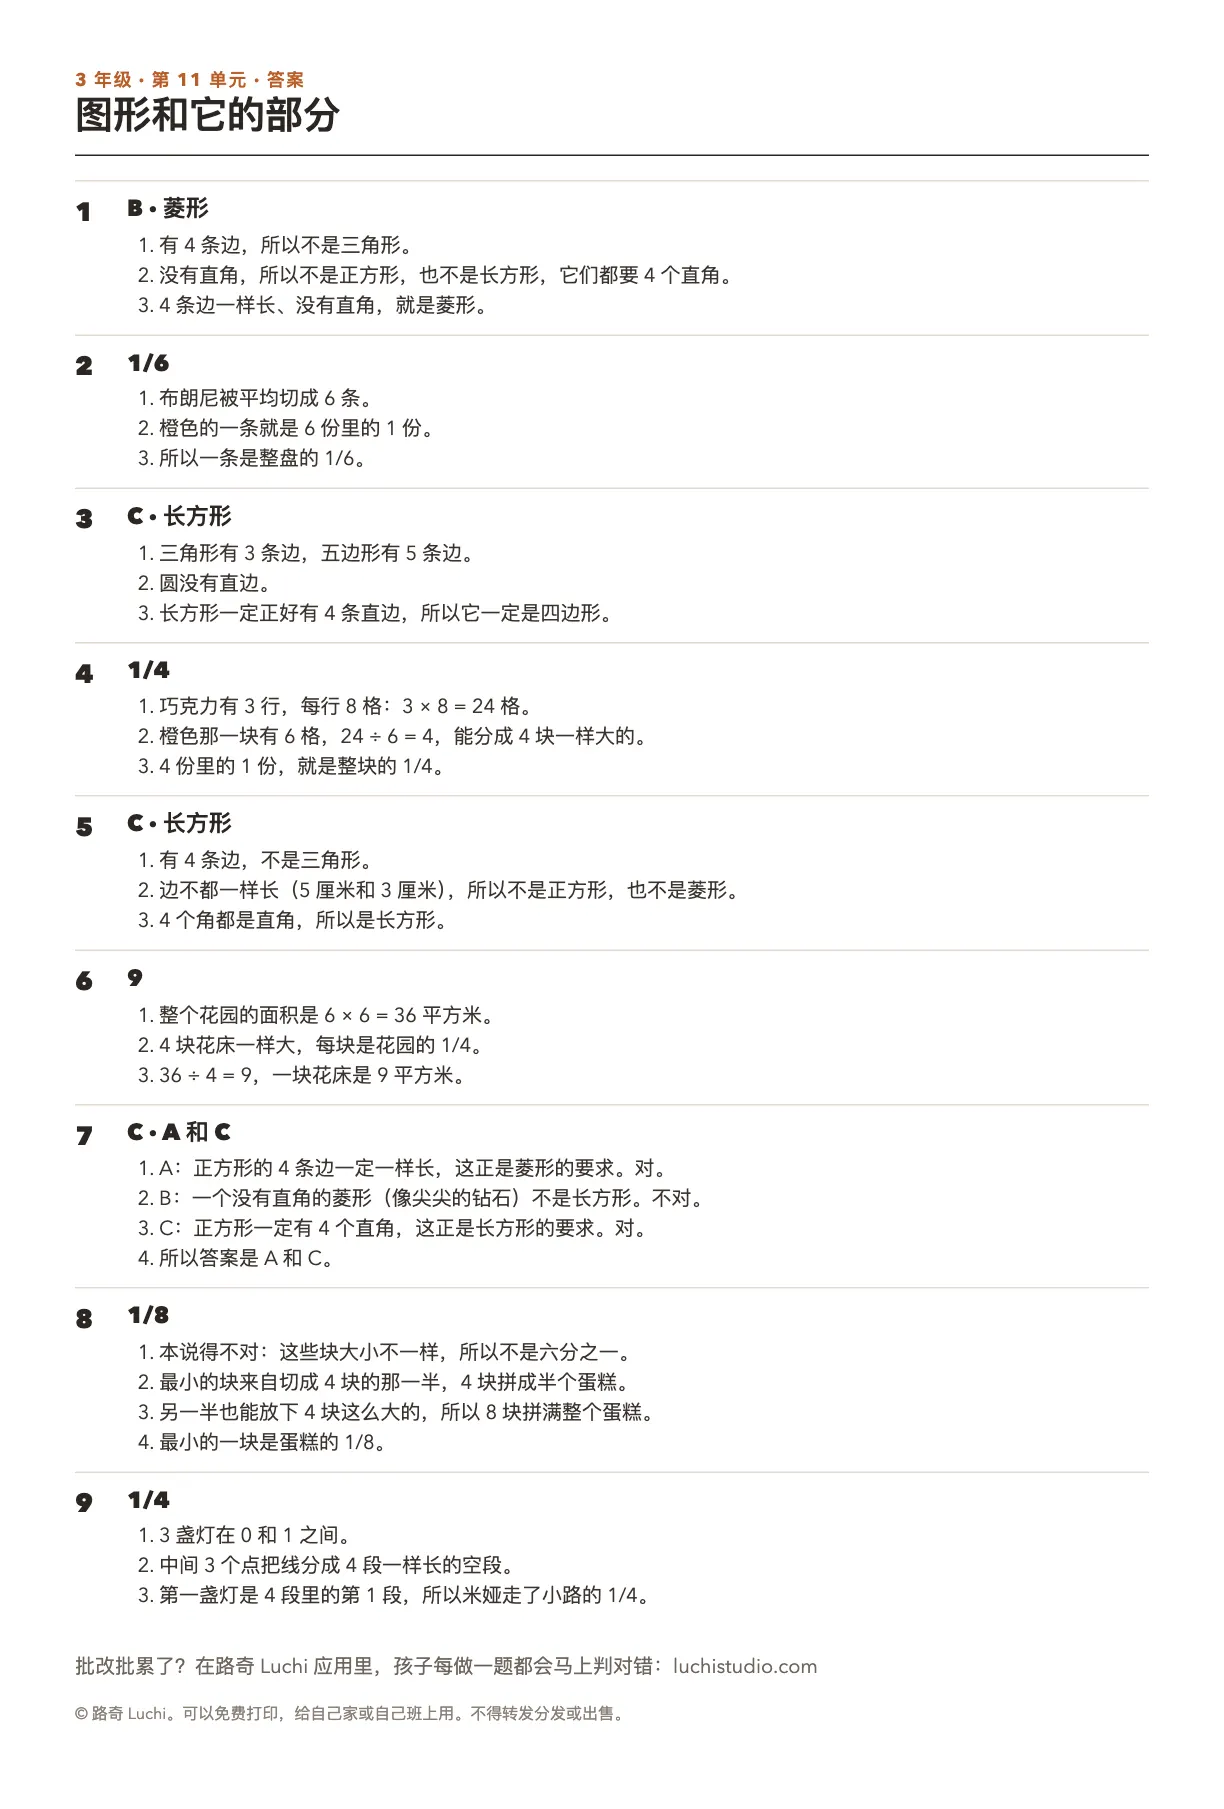 3 年级 · 第 11 单元 · 答案
图形和它的部分
1 B · 菱形
1. 有 4 条边，所以不是三角形。
2. 没有直角，所以不是正方形，也不是长方形，它们都要 4 个直角。
3. 4 条边一样长、没有直角，就是菱形。
2 1/6
1. 布朗尼被平均切成 6 条。
2. 橙色的一条就是 6 份里的 1 份。
3. 所以一条是整盘的 1/6。
3 C · 长方形
1. 三角形有 3 条边，五边形有 5 条边。
2. 圆没有直边。
3. 长方形一定正好有 4 条直边，所以它一定是四边形。
4 1/4
1. 巧克力有 3 行，每行 8 格：3 × 8 = 24 格。
2. 橙色那一块有 6 格，24 ÷ 6 = 4，能分成 4 块一样大的。
3. 4 份里的 1 份，就是整块的 1/4。
5 C · 长方形
1. 有 4 条边，不是三角形。
2. 边不都一样长（5 厘米和 3 厘米），所以不是正方形，也不是菱形。
3. 4 个角都是直角，所以是长方形。
6 9
1. 整个花园的面积是 6 × 6 = 36 平方米。
2. 4 块花床一样大，每块是花园的 1/4。
3. 36 ÷ 4 = 9，一块花床是 9 平方米。
7 C · A 和 C
1. A：正方形的 4 条边一定一样长，这正是菱形的要求。对。
2. B：一个没有直角的菱形（像尖尖的钻石）不是长方形。不对。
3. C：正方形一定有 4 个直角，这正是长方形的要求。对。
4. 所以答案是 A 和 C。
8 1/8
1. 本说得不对：这些块大小不一样，所以不是六分之一。
2. 最小的块来自切成 4 块的那一半，4 块拼成半个蛋糕。
3. 另一半也能放下 4 块这么大的，所以 8 块拼满整个蛋糕。
4. 最小的一块是蛋糕的 1/8。
9 1/4
1. 3 盏灯在 0 和 1 之间。
2. 中间 3 个点把线分成 4 段一样长的空段。
3. 第一盏灯是 4 段里的第 1 段，所以米娅走了小路的 1/4。
批改批累了？在路奇 Luchi 应用里，孩子每做一题都会马上判对错：luchistudio.com
© 路奇 Luchi。可以免费打印，给自己家或自己班上用。不得转发分发或出售。